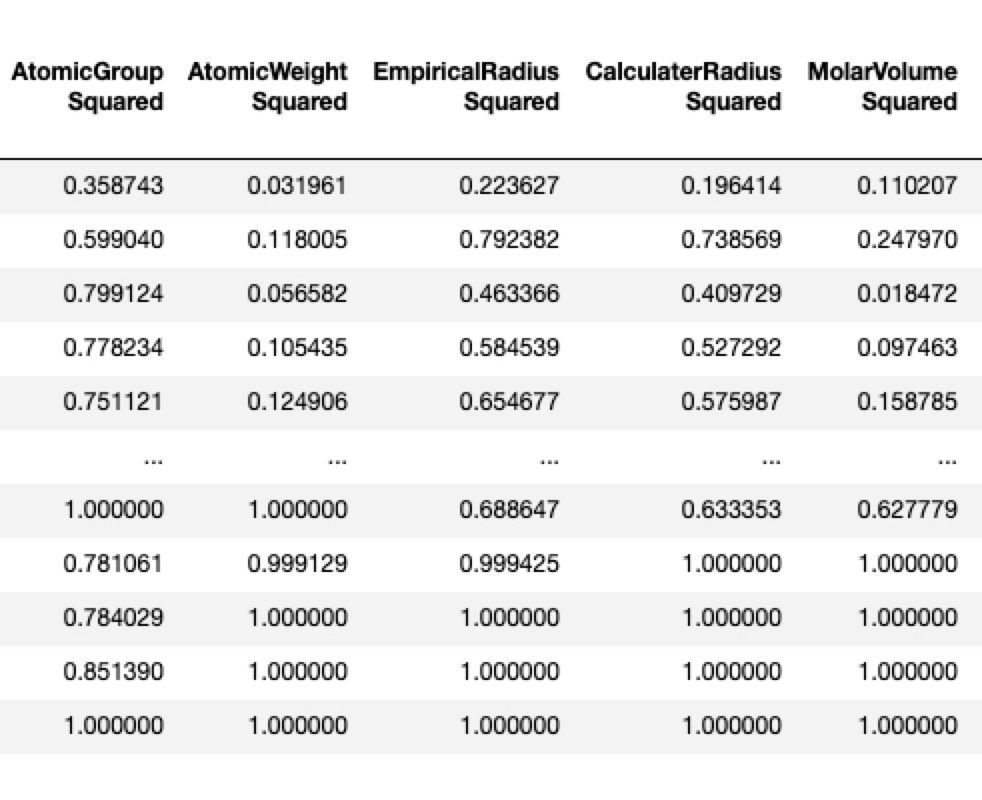 AtomicGroup AtomicWeight EmpiricalRadius CalculaterRadius MolarVolume
Squared Squared Squared Squared Squared
0.358743 0.031961 0.223627 0.196414 0.110207
0.599040 0.118005 0.792382 0.738569 0.247970
0.799124 0.056582 0.463366 0.409729 0.018472
0.778234 0.105435 0.584539 0.527292 0.097463
0.751121 0.124906 0.654677 0.575987 0.158785
... ... ... ... ...
1.000000 1.000000 0.688647 0.633353 0.627779
0.781061 0.999129 0.999425 1.000000 1.000000
0.784029 1.000000 1.000000 1.000000 1.000000
0.851390 1.000000 1.000000 1.000000 1.000000
1.000000 1.000000 1.000000 1.000000 1.000000